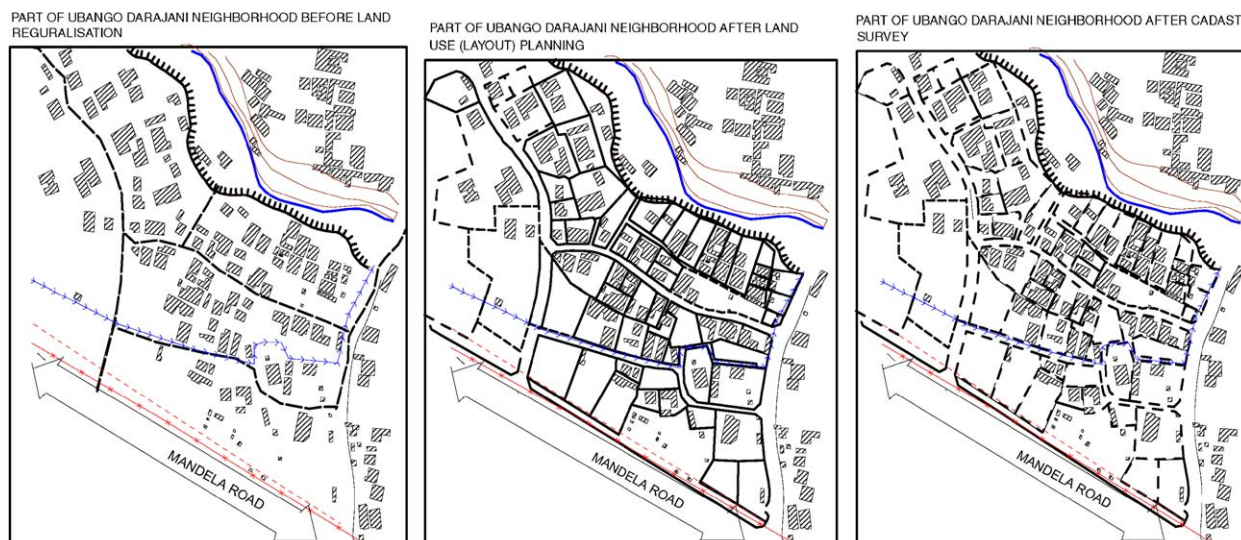 PART OF UBANGO DARAJANI NEIGHBORHOOD BEFORE LAND
REGURALISATION
PART OF UBANGO DARAJANI NEIGHBORHOOD AFTER LAND
USE (LAYOUT) PLANNING
PART OF UBANGO DARAJANI NEIGHBORHOOD AFTER CADAST
SURVEY
MANDELA ROAD
MANDELA ROAD
MANDELA ROAD